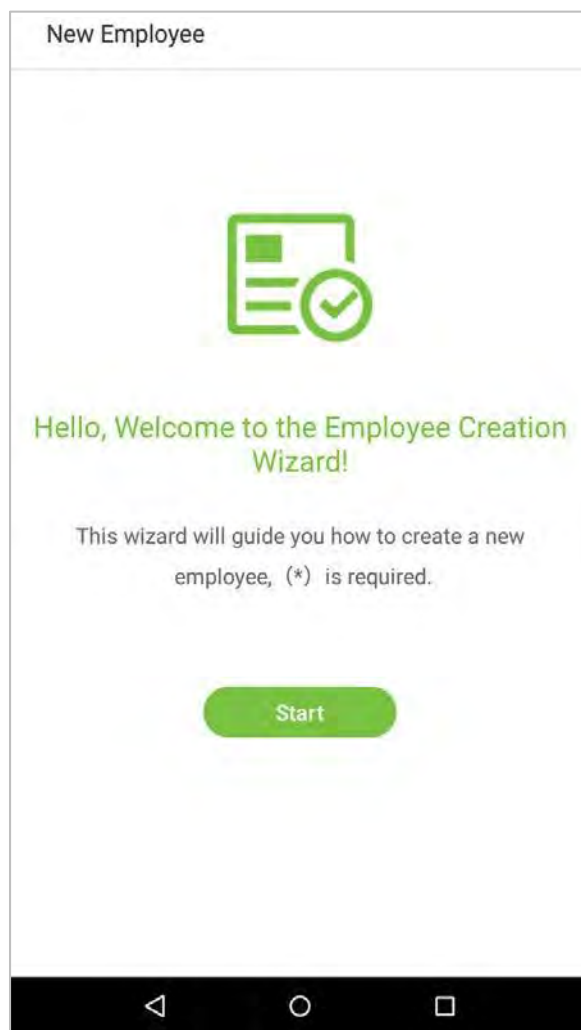 New Employee
Hello, Welcome to the Employee Creation
Wizard!
This wizard will guide you how to create a new
employee,（*）is required.
Start